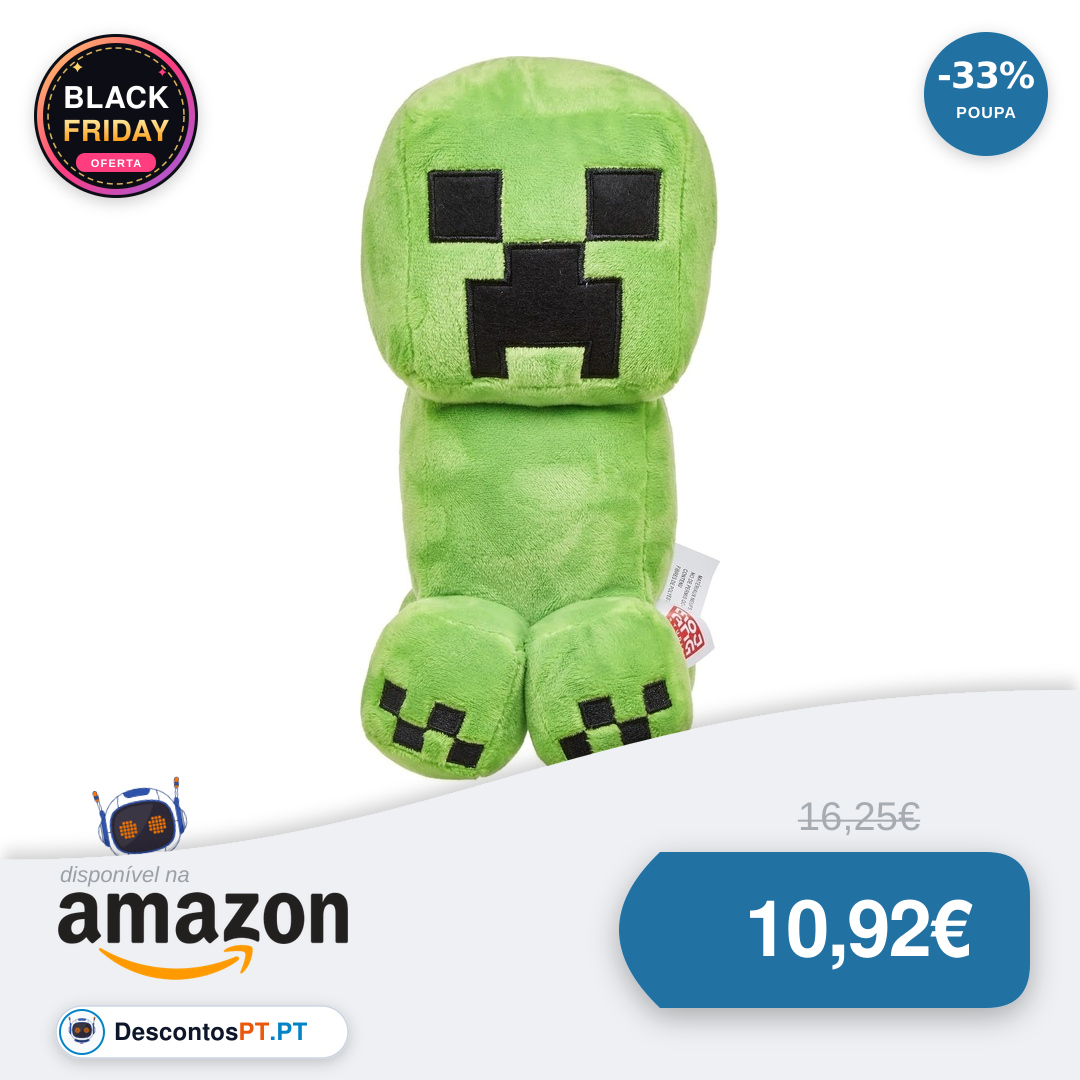 BLACK
FRIDAY
OFERTA
-33%
POUPA
16,25€
10,92€
disponível na
amazon
DescontosPT.PT